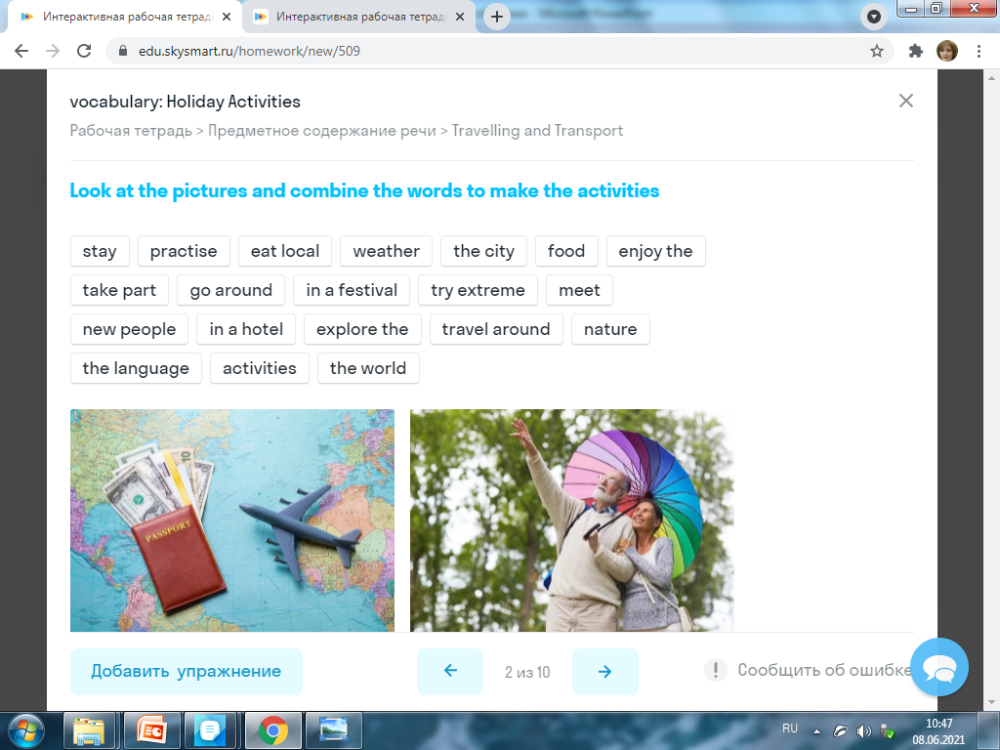 Интерактивная рабочая тетрадь
Интерактивная рабочая тетрадь
Microsoft PowerPoint
edu.skysmart.ru/homework/new/509
vocabulary: Holiday Activities
Рабочая тетрадь > Предметное содержание речи > Travelling and Transport
Look at the pictures and combine the words to make the activities
stay practise eat local weather the city food enjoy the
take part go around in a festival try extreme meet
new people in a hotel explore the travel around nature
the language activities the world
PASSPORT
Добавить упражнение
2 из 10
! Сообщить об ошибке
RU
10:47
08.06.2021